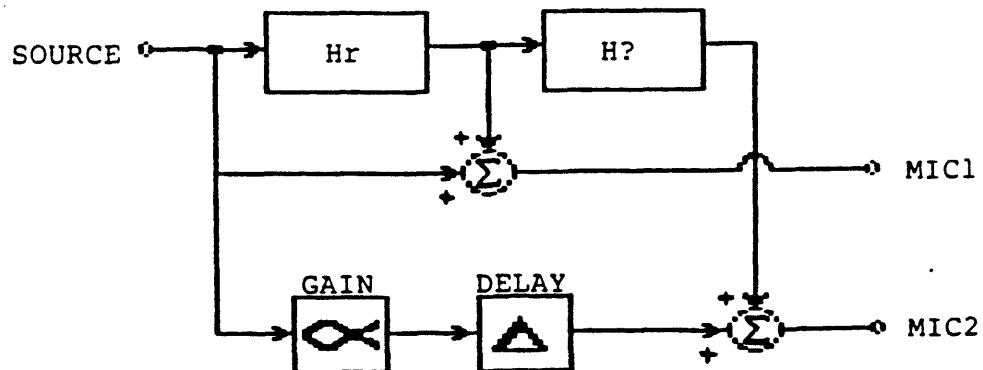 SOURCE
Hr
H?
+
Σ
+
MIC1
GAIN
DELAY
+
Σ
+
MIC2